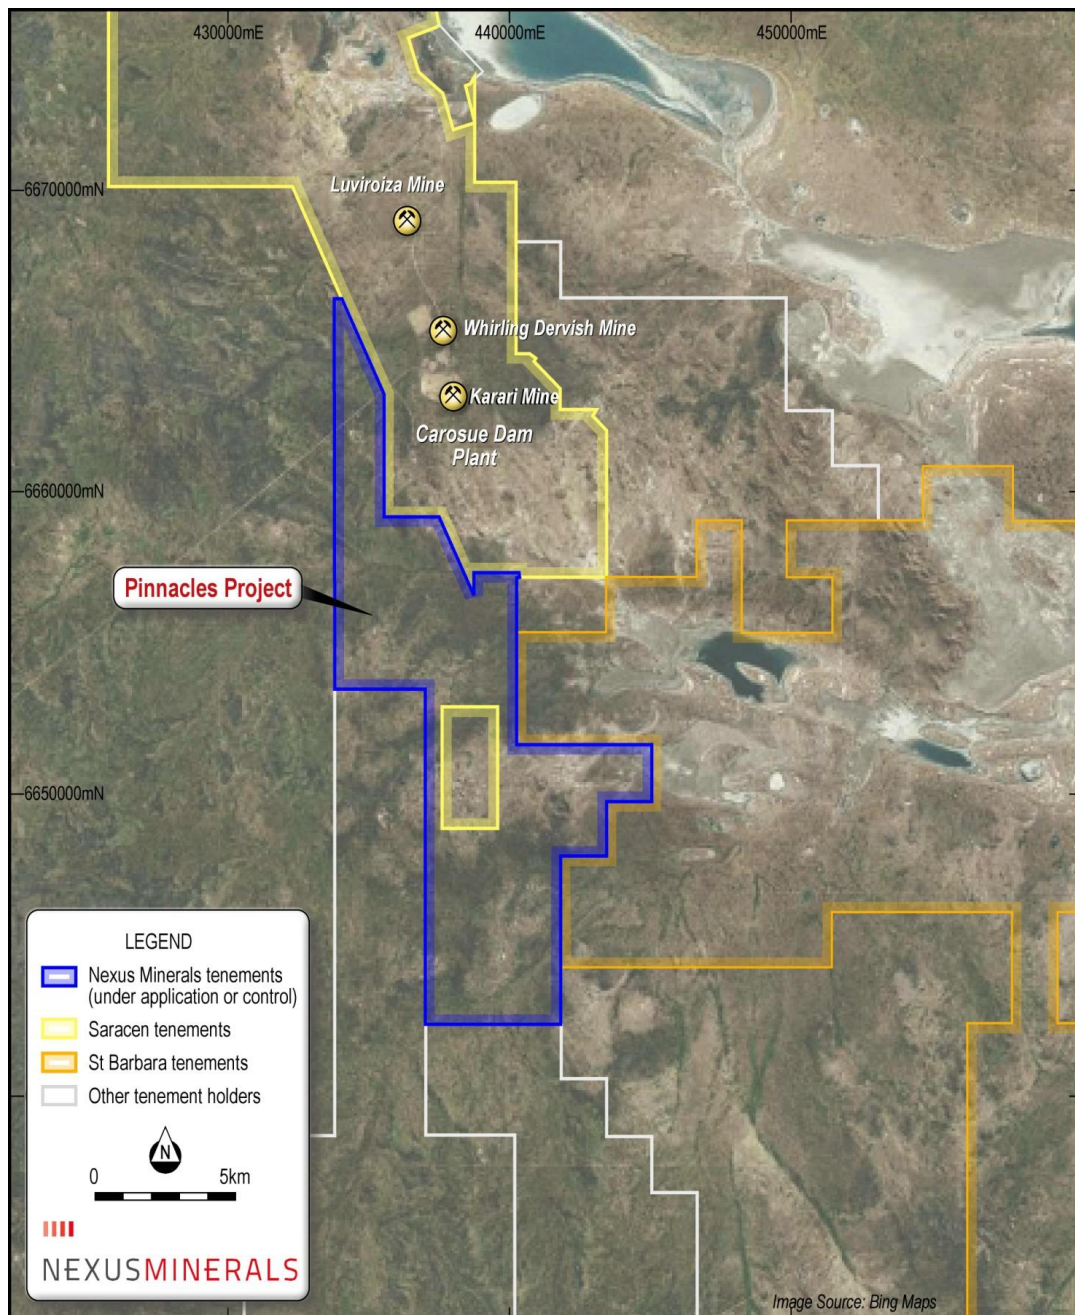 430000mE
440000mE
450000mE
6670000mN
Luviroiza Mine
Whirling Dervish Mine
Karari Mine
Carosue Dam
Plant
6660000mN
Pinnacles Project
6650000mN
LEGEND
Nexus Minerals tenements
(under application or control)
Saracen tenements
St Barbara tenements
Other tenement holders
N
0
5km
NEXUSMINERALS
Image Source: Bing Maps